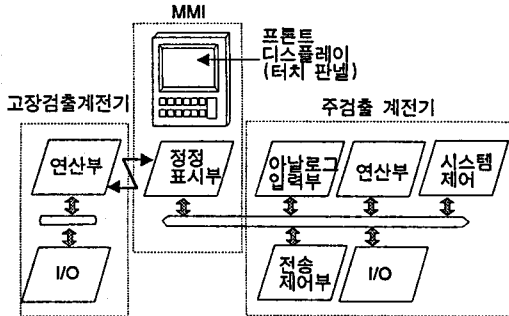 MMI
프론트
디스플레이
(터치 판넬)
고장검출계전기
주검출 계전기
연산부
정정
표시부
아날로그
입력부
연산부
시스템
제어
I/O
전송
제어부
I/O